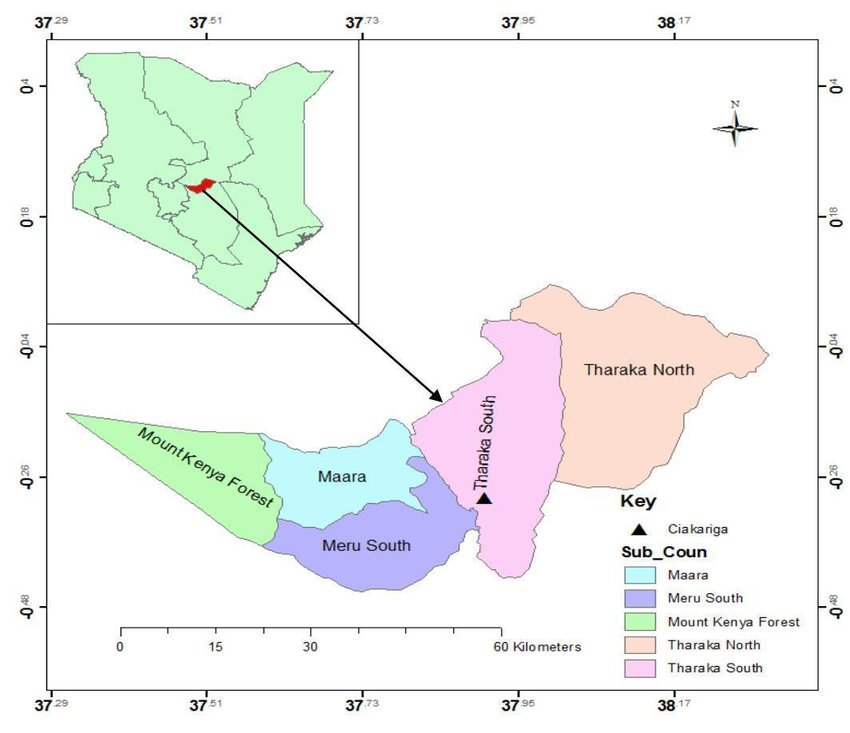 37.29 37.51 37.73 37.95 38.17
N
0.4 0.4
0.18 0.18
-0.04 -0.04
Tharaka North
Tharaka South
Mount Kenya Forest
Maara
-0.26 -0.26
Key
Ciakariga
Meru South
Sub_Coun
Maara
Meru South
-0.48 -0.48
Mount Kenya Forest
Tharaka North
Tharaka South
0 15 30 60 Kilometers
37.29 37.51 37.73 37.95 38.17